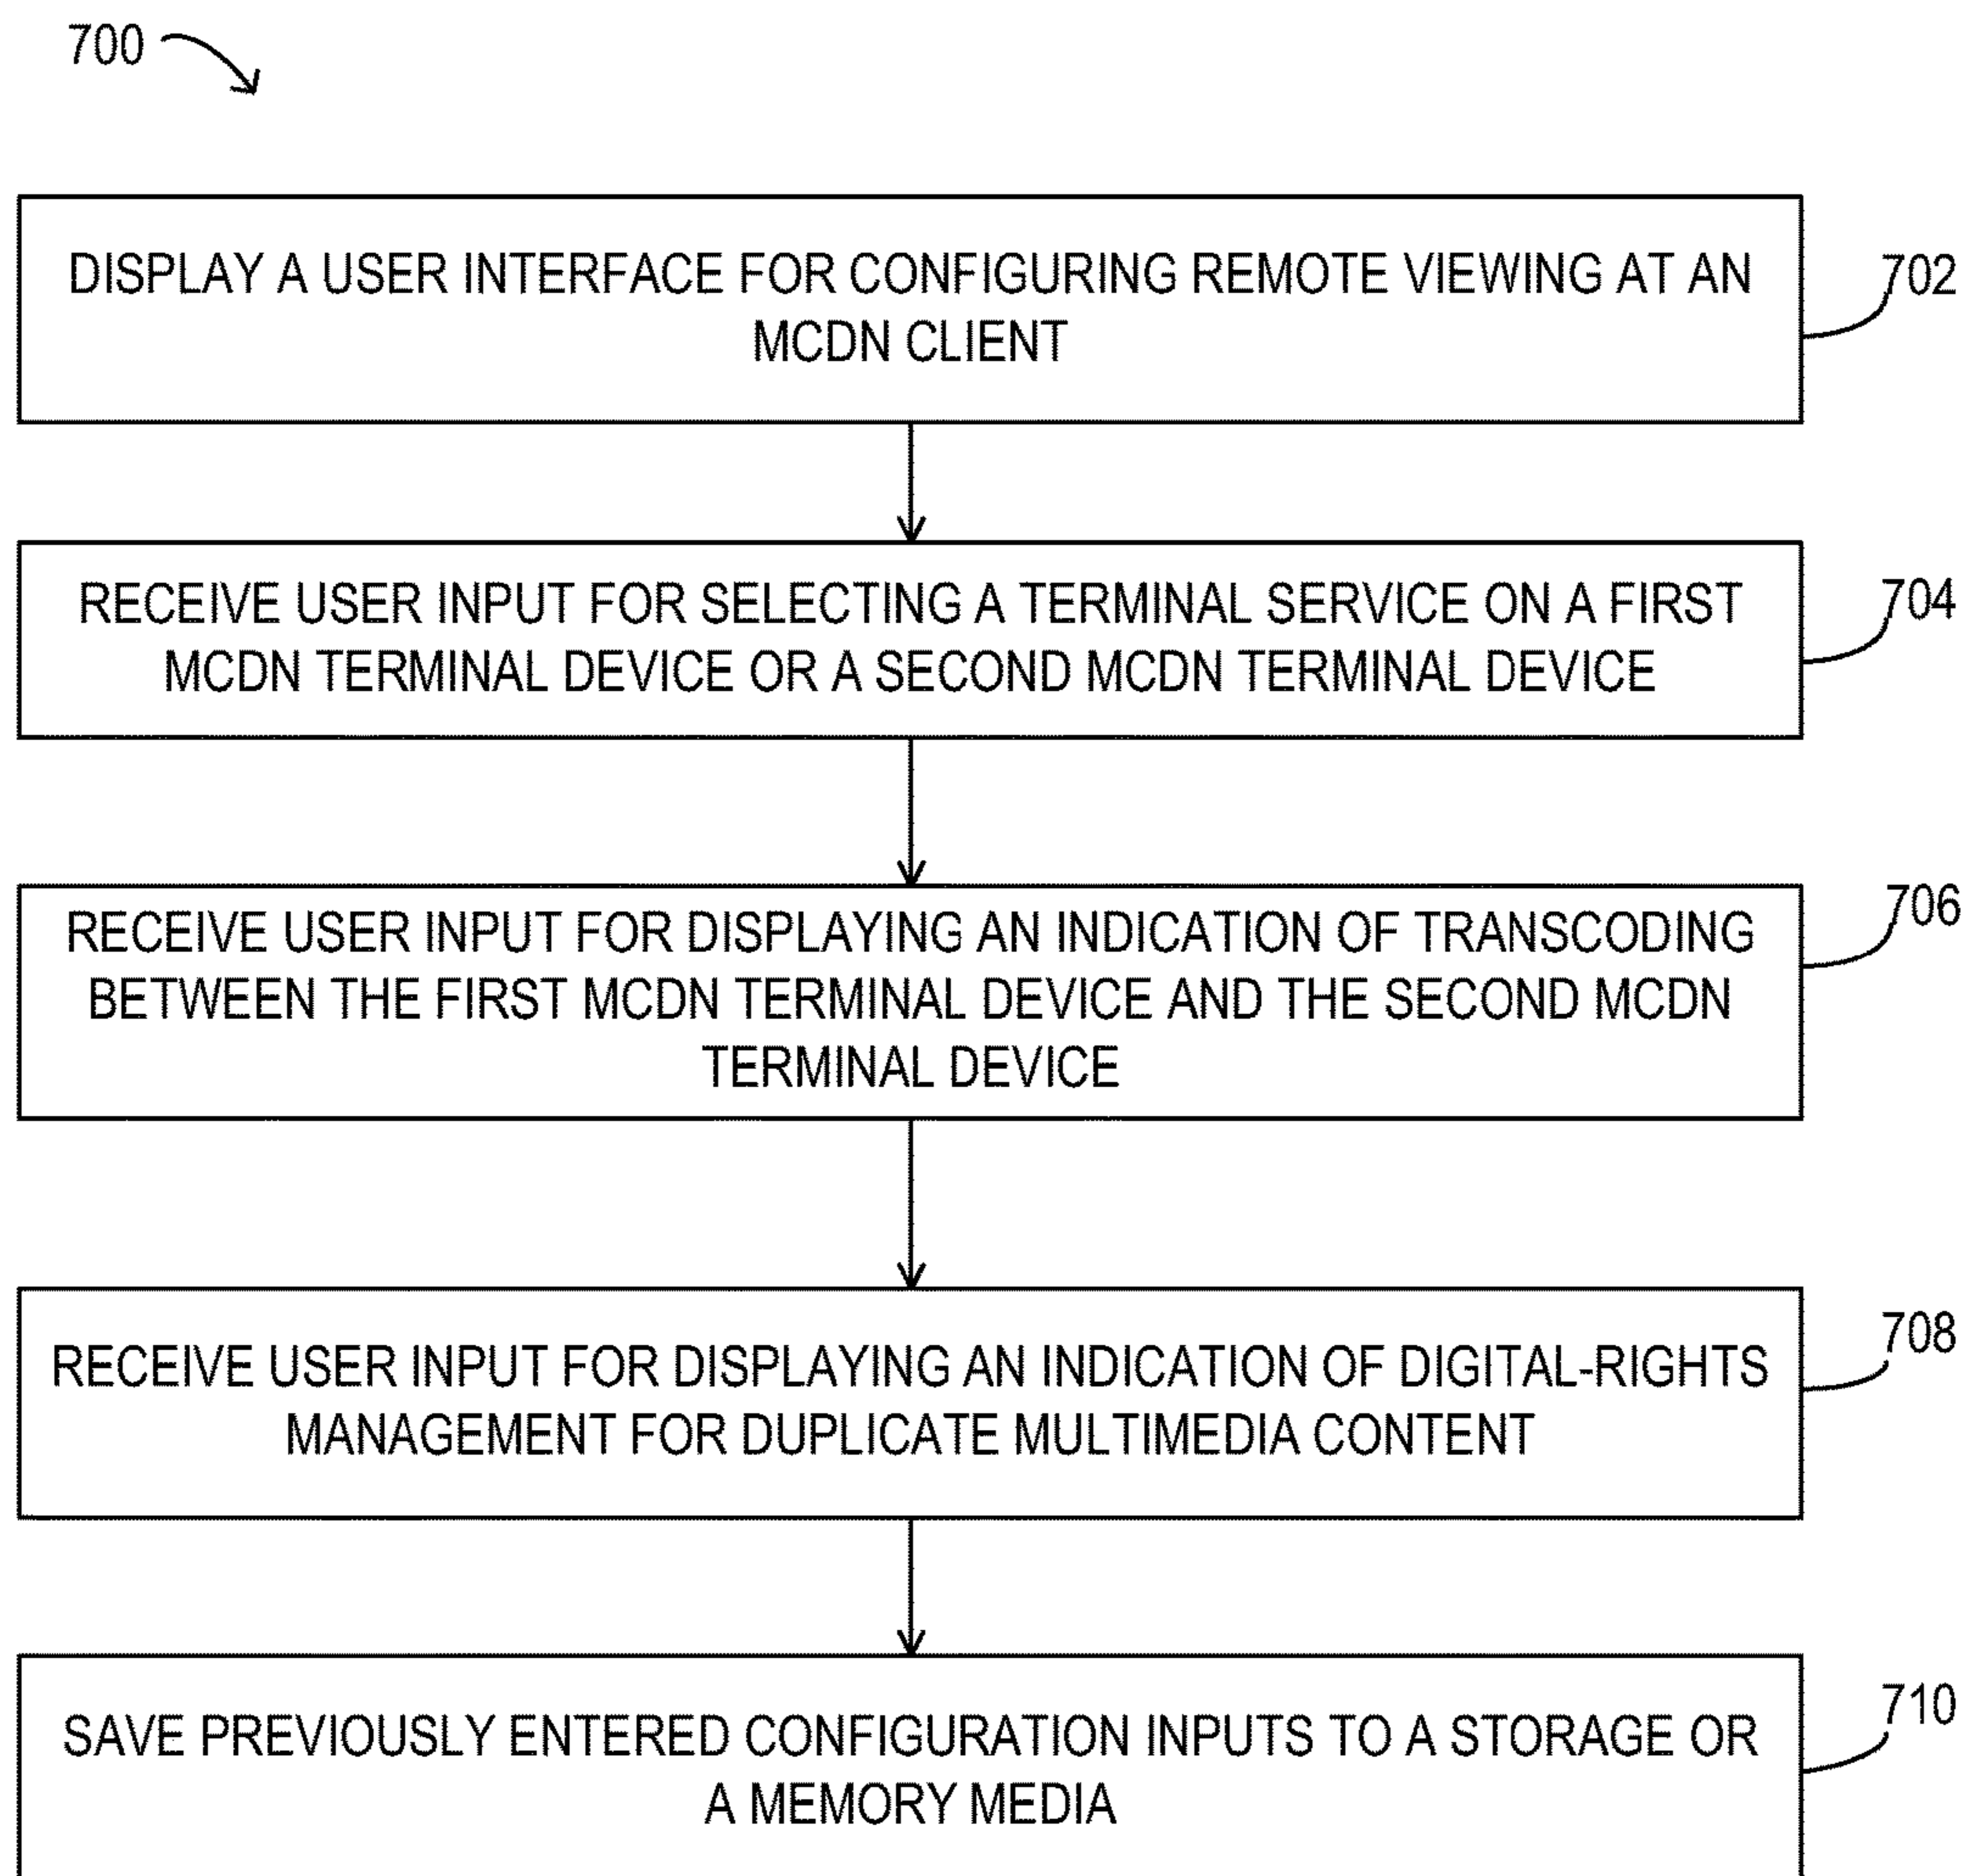 700
DISPLAY A USER INTERFACE FOR CONFIGURING REMOTE VIEWING AT AN
MCDN CLIENT
702
RECEIVE USER INPUT FOR SELECTING A TERMINAL SERVICE ON A FIRST
MCDN TERMINAL DEVICE OR A SECOND MCDN TERMINAL DEVICE
704
RECEIVE USER INPUT FOR DISPLAYING AN INDICATION OF TRANSCODING
BETWEEN THE FIRST MCDN TERMINAL DEVICE AND THE SECOND MCDN
TERMINAL DEVICE
706
RECEIVE USER INPUT FOR DISPLAYING AN INDICATION OF DIGITAL-RIGHTS
MANAGEMENT FOR DUPLICATE MULTIMEDIA CONTENT
708
SAVE PREVIOUSLY ENTERED CONFIGURATION INPUTS TO A STORAGE OR
A MEMORY MEDIA
710